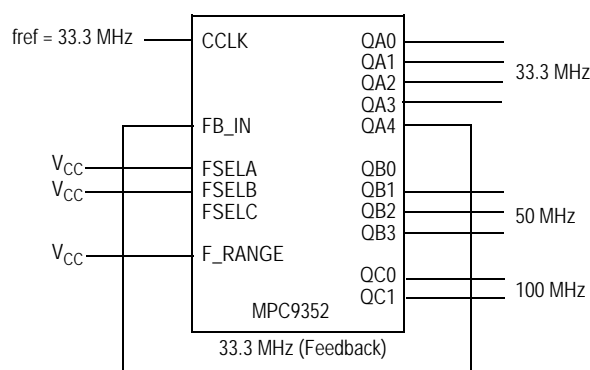 fref = 33.3 MHz
CCLK
QA0
QA1
QA2
QA3
33.3 MHz
FB_IN
QA4
VCC
FSELA
QB0
VCC
FSELB
QB1
FSELC
QB2
50 MHz
QB3
VCC
F_RANGE
QC0
QC1
100 MHz
MPC9352
33.3 MHz (Feedback)